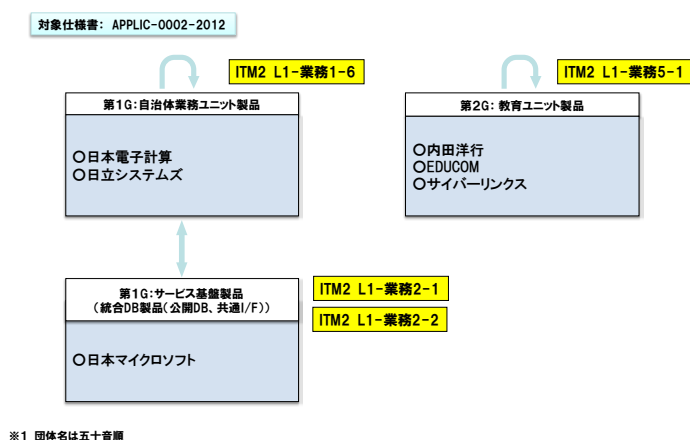 対象仕様書: APPLIC-0002-2012
ITM2 L1-業務1-6
ITM2 L1-業務5-1
第1G:自治体業務ユニット製品
〇日本電子計算
〇日立システムズ
第2G: 教育ユニット製品
〇内田洋行
〇EDUCOM
〇サイバーリンクス
第1G:サービス基盤製品
(統合DB製品(公開DB、共通I/F))
〇日本マイクロソフト
ITM2 L1-業務2-1
ITM2 L1-業務2-2
※1 団体名は五十音順